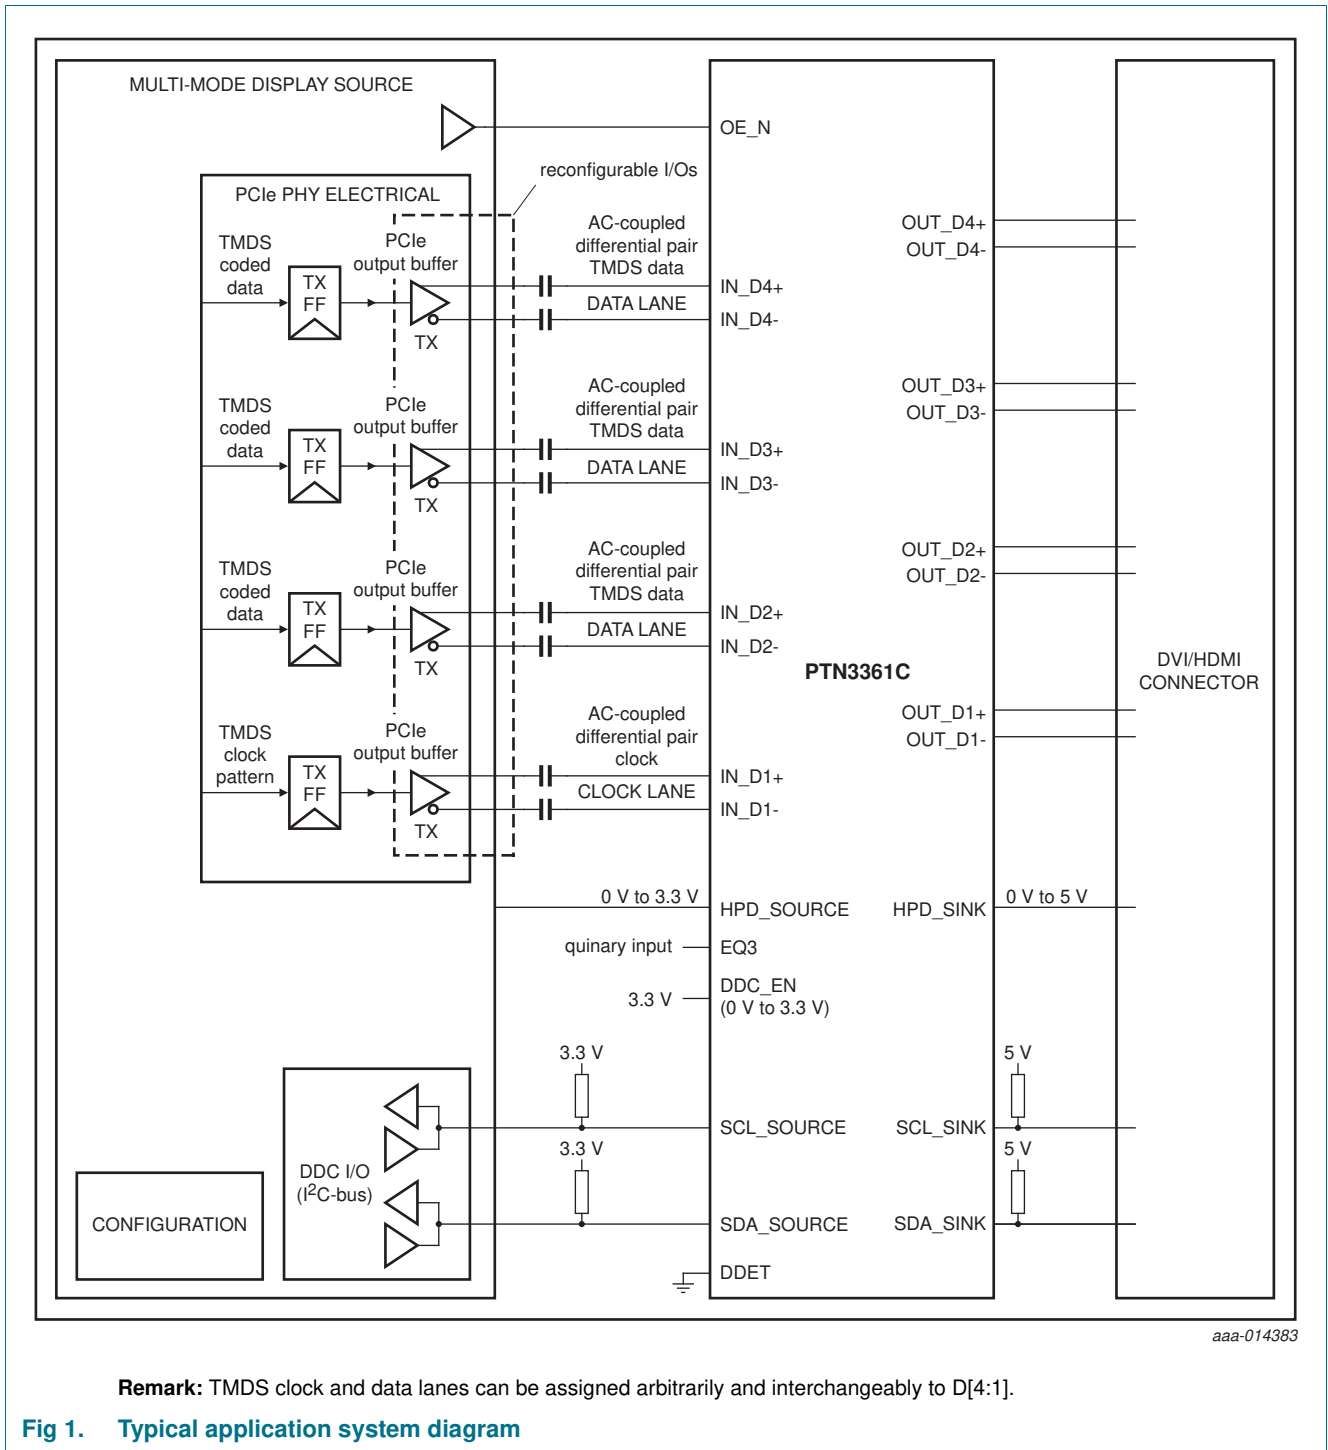 MULTI-MODE DISPLAY SOURCE
OE_N
reconfigurable I/Os
PCIe PHY ELECTRICAL
TMDS
coded
data
TX
FF
PCIe
output buffer
TX
AC-coupled
differential pair
TMDS data
DATA LANE
IN_D4+
IN_D4-
OUT_D4+
OUT_D4-
TMDS
coded
data
TX
FF
PCIe
output buffer
TX
AC-coupled
differential pair
TMDS data
DATA LANE
IN_D3+
IN_D3-
OUT_D3+
OUT_D3-
TMDS
coded
data
TX
FF
PCIe
output buffer
TX
AC-coupled
differential pair
TMDS data
DATA LANE
IN_D2+
IN_D2-
OUT_D2+
OUT_D2-
PTN3361C
DVI/HDMI
CONNECTOR
TMDS
clock
pattern
TX
FF
PCIe
output buffer
TX
AC-coupled
differential pair
clock
CLOCK LANE
IN_D1+
IN_D1-
OUT_D1+
OUT_D1-
0 V to 3.3 V
HPD_SOURCE
HPD_SINK
0 V to 5 V
quinary input
EQ3
3.3 V
DDC_EN
(0 V to 3.3 V)
3.3 V
5 V
SCL_SOURCE
SCL_SINK
3.3 V
5 V
DDC I/O
(I2C-bus)
SDA_SOURCE
SDA_SINK
CONFIGURATION
DDET
aaa-014383
Remark: TMDS clock and data lanes can be assigned arbitrarily and interchangeably to D[4:1].
Fig 1. Typical application system diagram